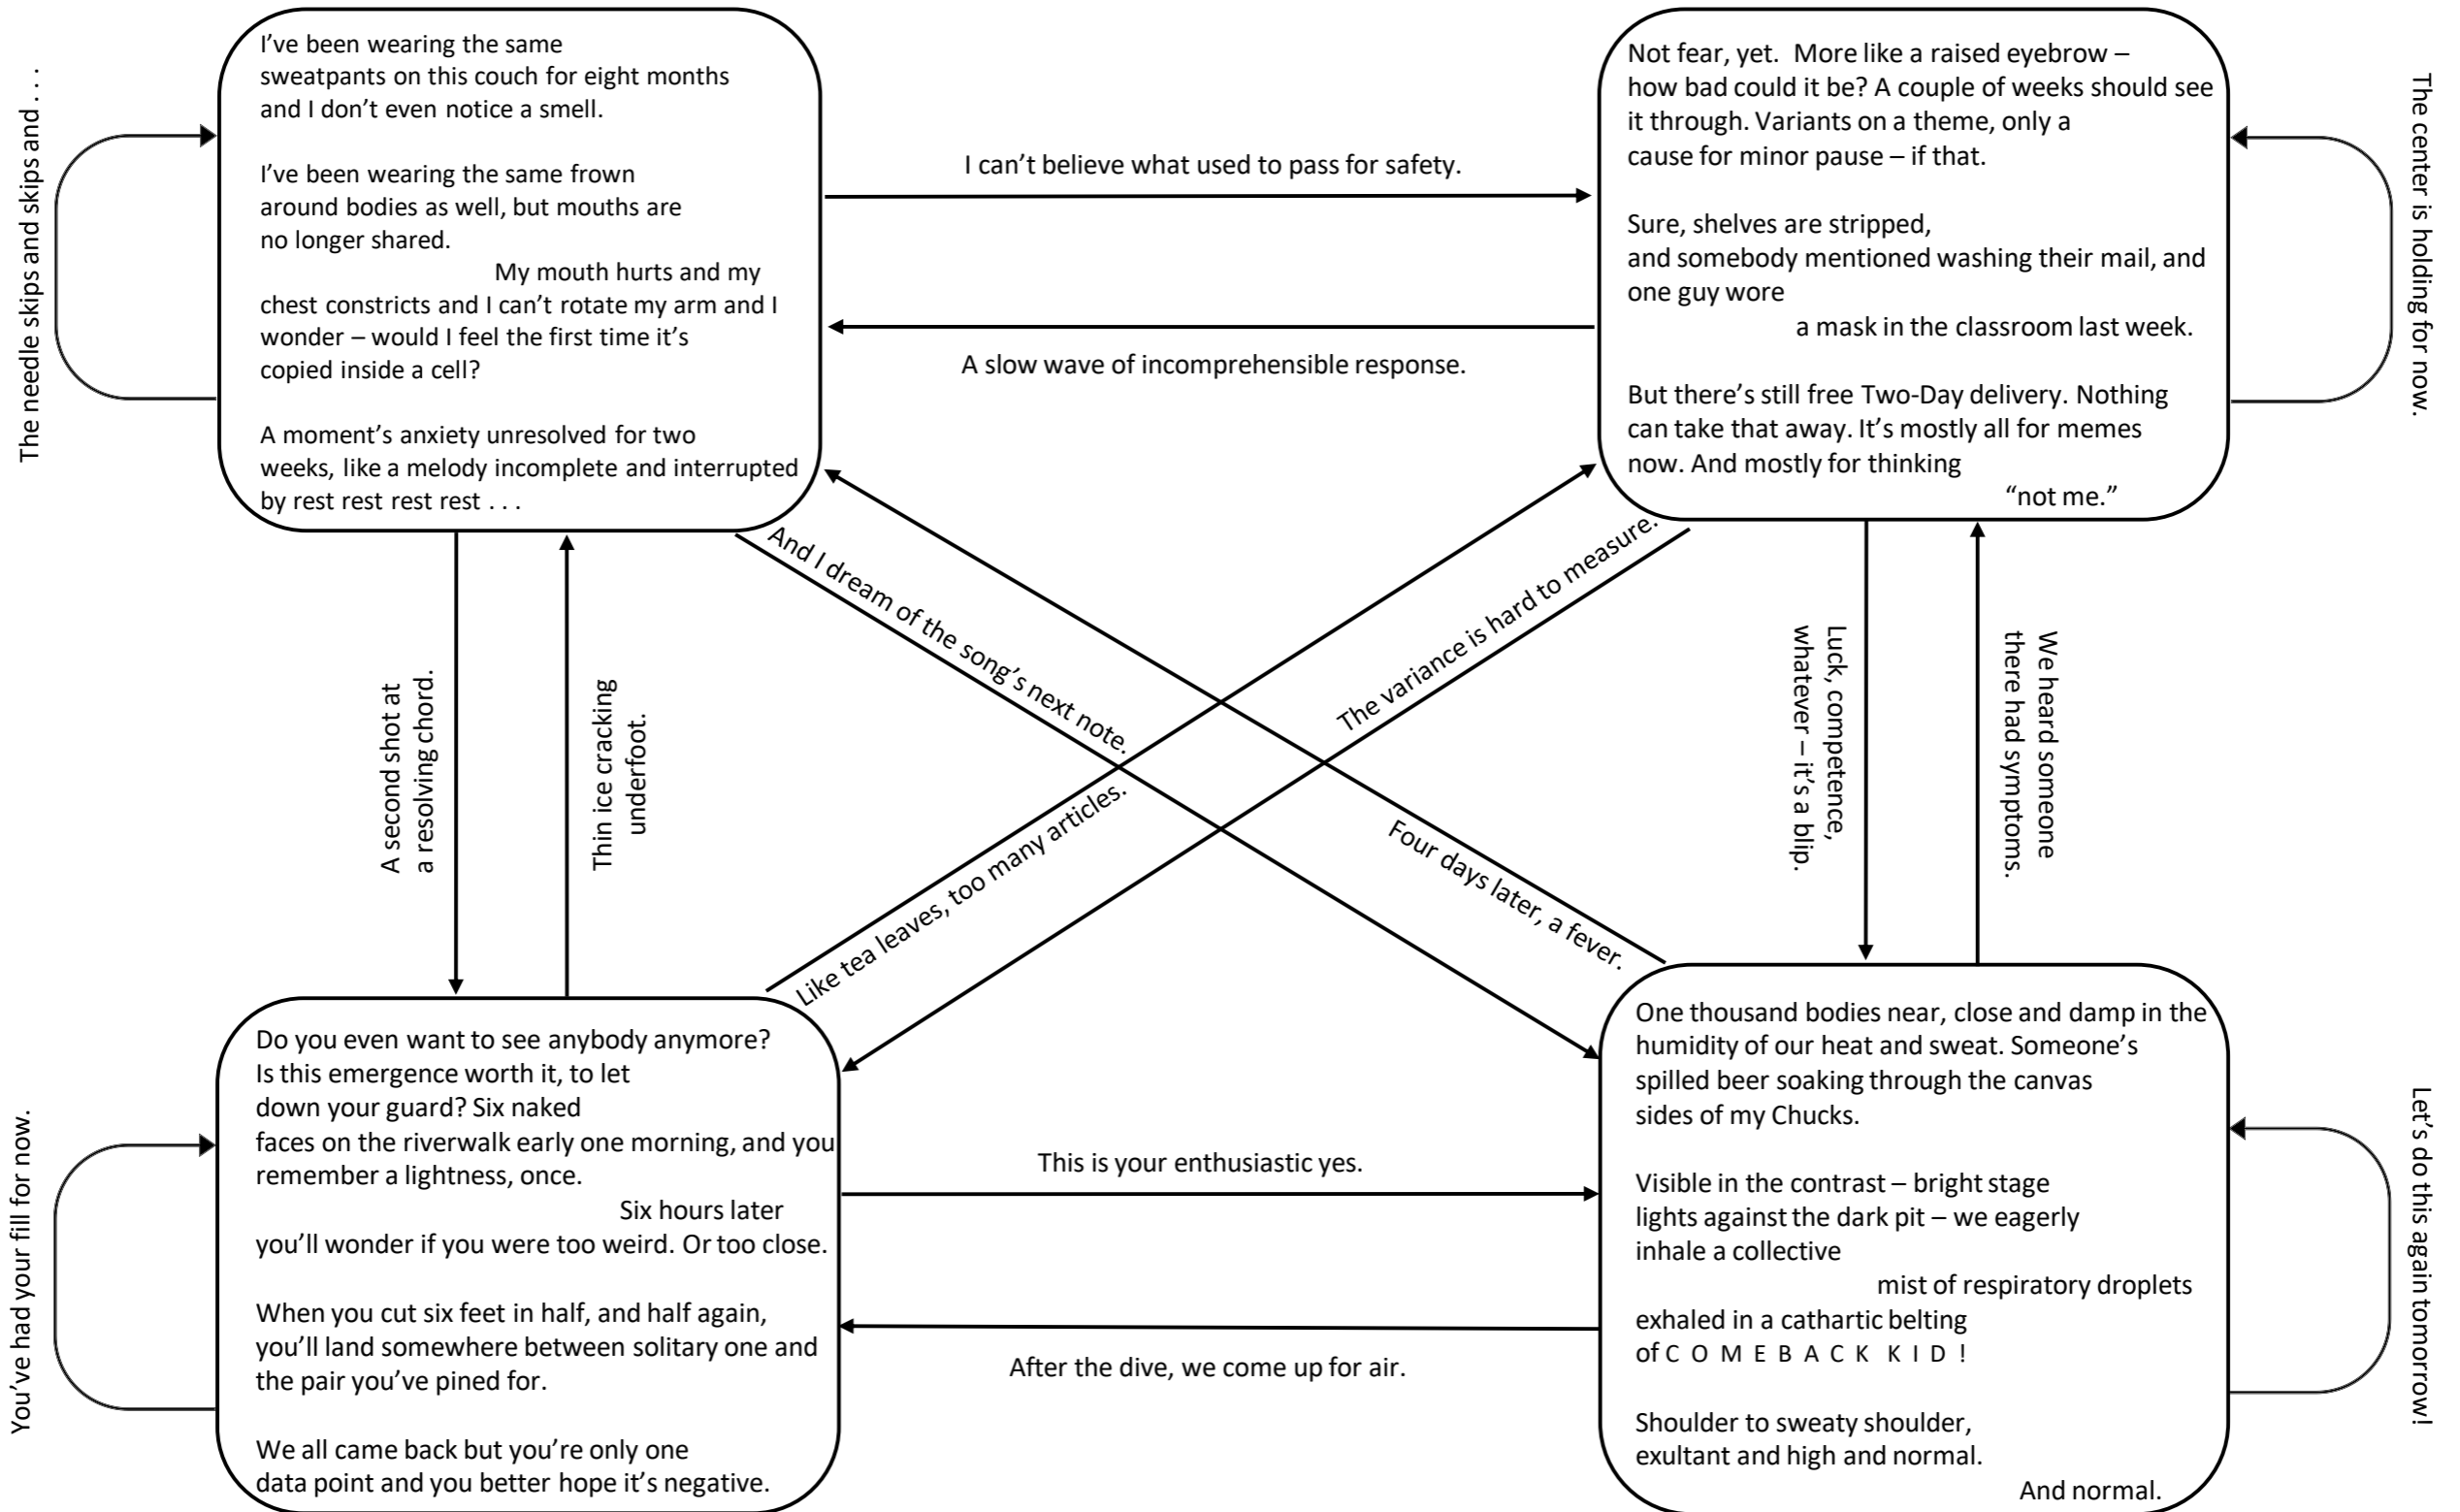 The needle skips and skips and . . .
I’ve been wearing the same
sweatpants on this couch for eight months
and I don’t even notice a smell.
I’ve been wearing the same frown
around bodies as well, but mouths are
no longer shared.
My mouth hurts and my
chest constricts and I can’t rotate my arm and I
wonder – would I feel the first time it’s
copied inside a cell?
A moment’s anxiety unresolved for two
weeks, like a melody incomplete and interrupted
by rest rest rest rest . . .
I can’t believe what used to pass for safety.
A slow wave of incomprehensible response.
Not fear, yet.  More like a raised eyebrow –
how bad could it be? A couple of weeks should see
it through. Variants on a theme, only a
cause for minor pause – if that.
Sure, shelves are stripped,
and somebody mentioned washing their mail, and
one guy wore
a mask in the classroom last week.
But there’s still free Two-Day delivery. Nothing
can take that away. It’s mostly all for memes
now. And mostly for thinking
“not me.”
The center is holding for now.
A second shot at
a resolving chord.
Thin ice cracking
underfoot.
And I dream of the song’s next note.
The variance is hard to measure.
Like tea leaves, too many articles.
Four days later, a fever.
Luck, competence,
whatever – it’s a blip.
We heard someone
there had symptoms.
You’ve had your fill for now.
Do you even want to see anybody anymore?
Is this emergence worth it, to let
down your guard? Six naked
faces on the riverwalk early one morning, and you
remember a lightness, once.
Six hours later
you’ll wonder if you were too weird. Or too close.
When you cut six feet in half, and half again,
you’ll land somewhere between solitary one and
the pair you’ve pined for.
We all came back but you’re only one
data point and you better hope it’s negative.
This is your enthusiastic yes.
After the dive, we come up for air.
One thousand bodies near, close and damp in the
humidity of our heat and sweat. Someone’s
spilled beer soaking through the canvas
sides of my Chucks.
Visible in the contrast – bright stage
lights against the dark pit – we eagerly
inhale a collective
mist of respiratory droplets
exhaled in a cathartic belting
of C O M E B A C K  K I D !
Shoulder to sweaty shoulder,
exultant and high and normal.
And normal.
Let’s do this again tomorrow!